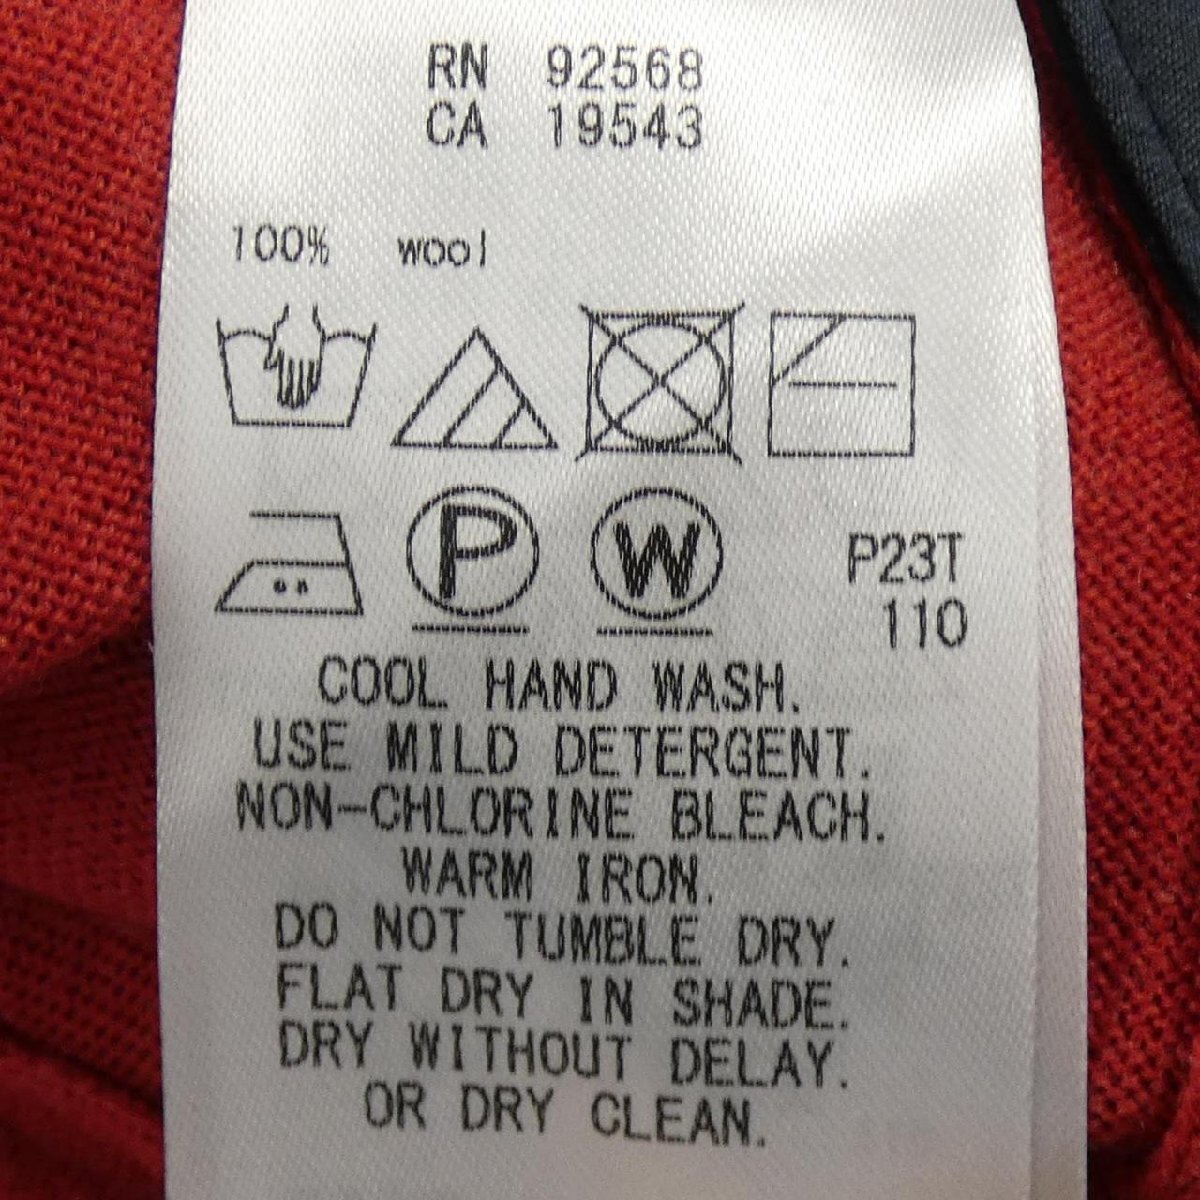 RN 92568
CA 19543
100% wool
P W P23T
110
COOL HAND WASH.
USE MILD DETERGENT.
NON-CHLORINE BLEACH.
WARM IRON.
DO NOT TUMBLE DRY.
FLAT DRY IN SHADE.
DRY WITHOUT DELAY.
OR DRY CLEAN.